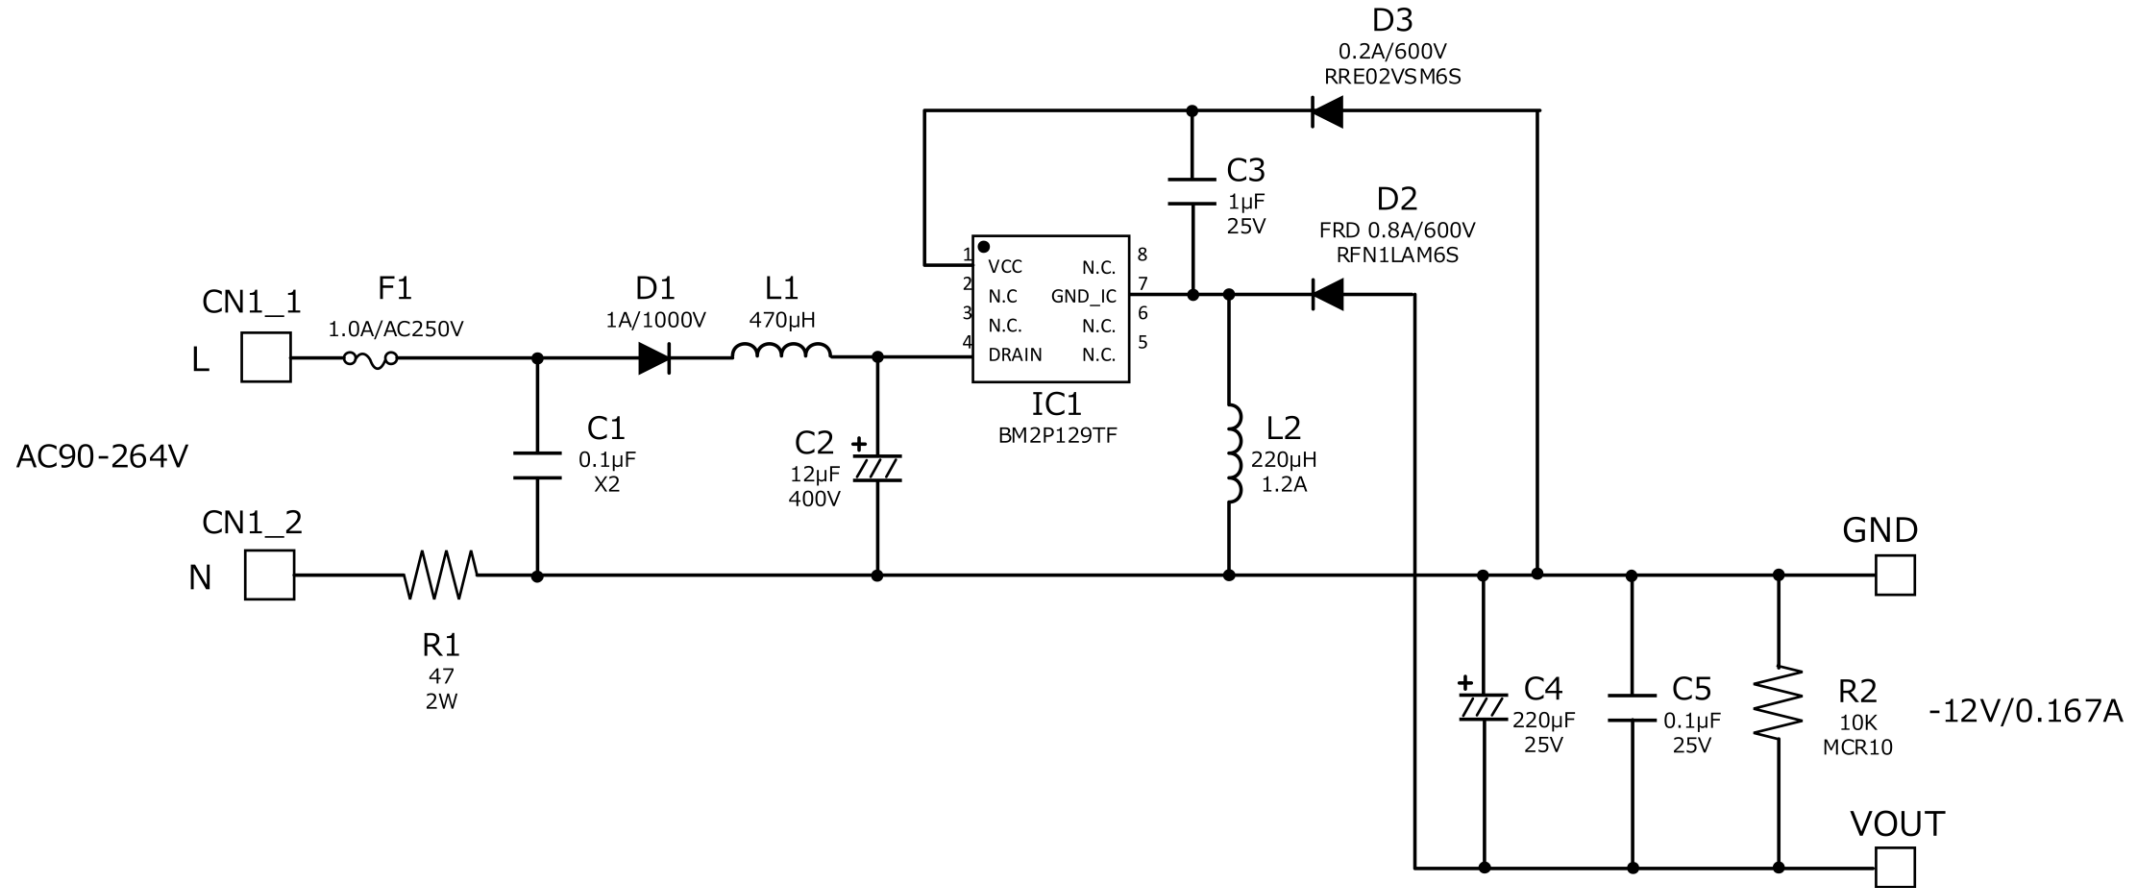 D3
0.2A/600V
RRE02VSM6S
C3
1µF
25V
D2
FRD 0.8A/600V
RFN1LAM6S
1
VCC
2
N.C
3
N.C.
4
DRAIN
8
N.C.
7
GND_IC
6
N.C.
5
N.C.
IC1
BM2P129TF
CN1_1
L
F1
1.0A/AC250V
D1
1A/1000V
L1
470µH
AC90-264V
C1
0.1µF
X2
C2
+
12µF
400V
L2
220µH
1.2A
CN1_2
N
R1
47
2W
GND
+
C4
220µF
25V
C5
0.1µF
25V
R2
10K
MCR10
-12V/0.167A
VOUT